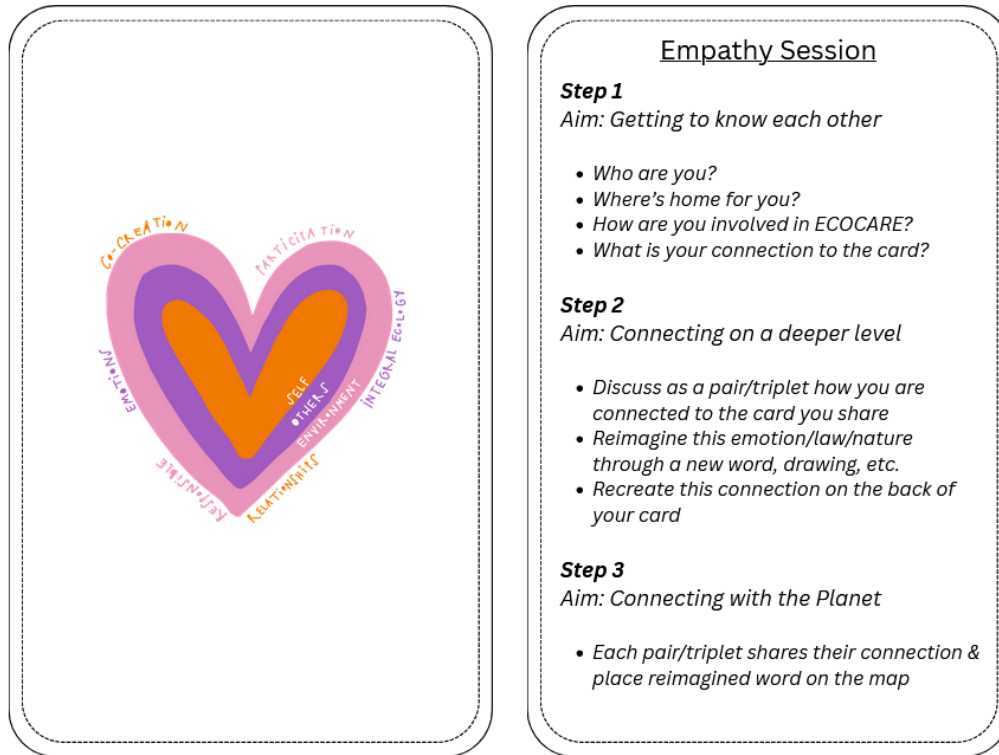 CO-CREATION
PARTICIPATION
EMOTIONS
INTEGRAL ECOLOGY
SELF
OTHERS
ENVIRONMENT
RESPONSIBLE
RELATIONSHIPS
Empathy Session
Step 1
Aim: Getting to know each other
• Who are you?
• Where's home for you?
• How are you involved in ECOCARE?
• What is your connection to the card?
Step 2
Aim: Connecting on a deeper level
• Discuss as a pair/triplet how you are
connected to the card you share
• Reimagine this emotion/law/nature
through a new word, drawing, etc.
• Recreate this connection on the back of
your card
Step 3
Aim: Connecting with the Planet
• Each pair/triplet shares their connection &
place reimagined word on the map